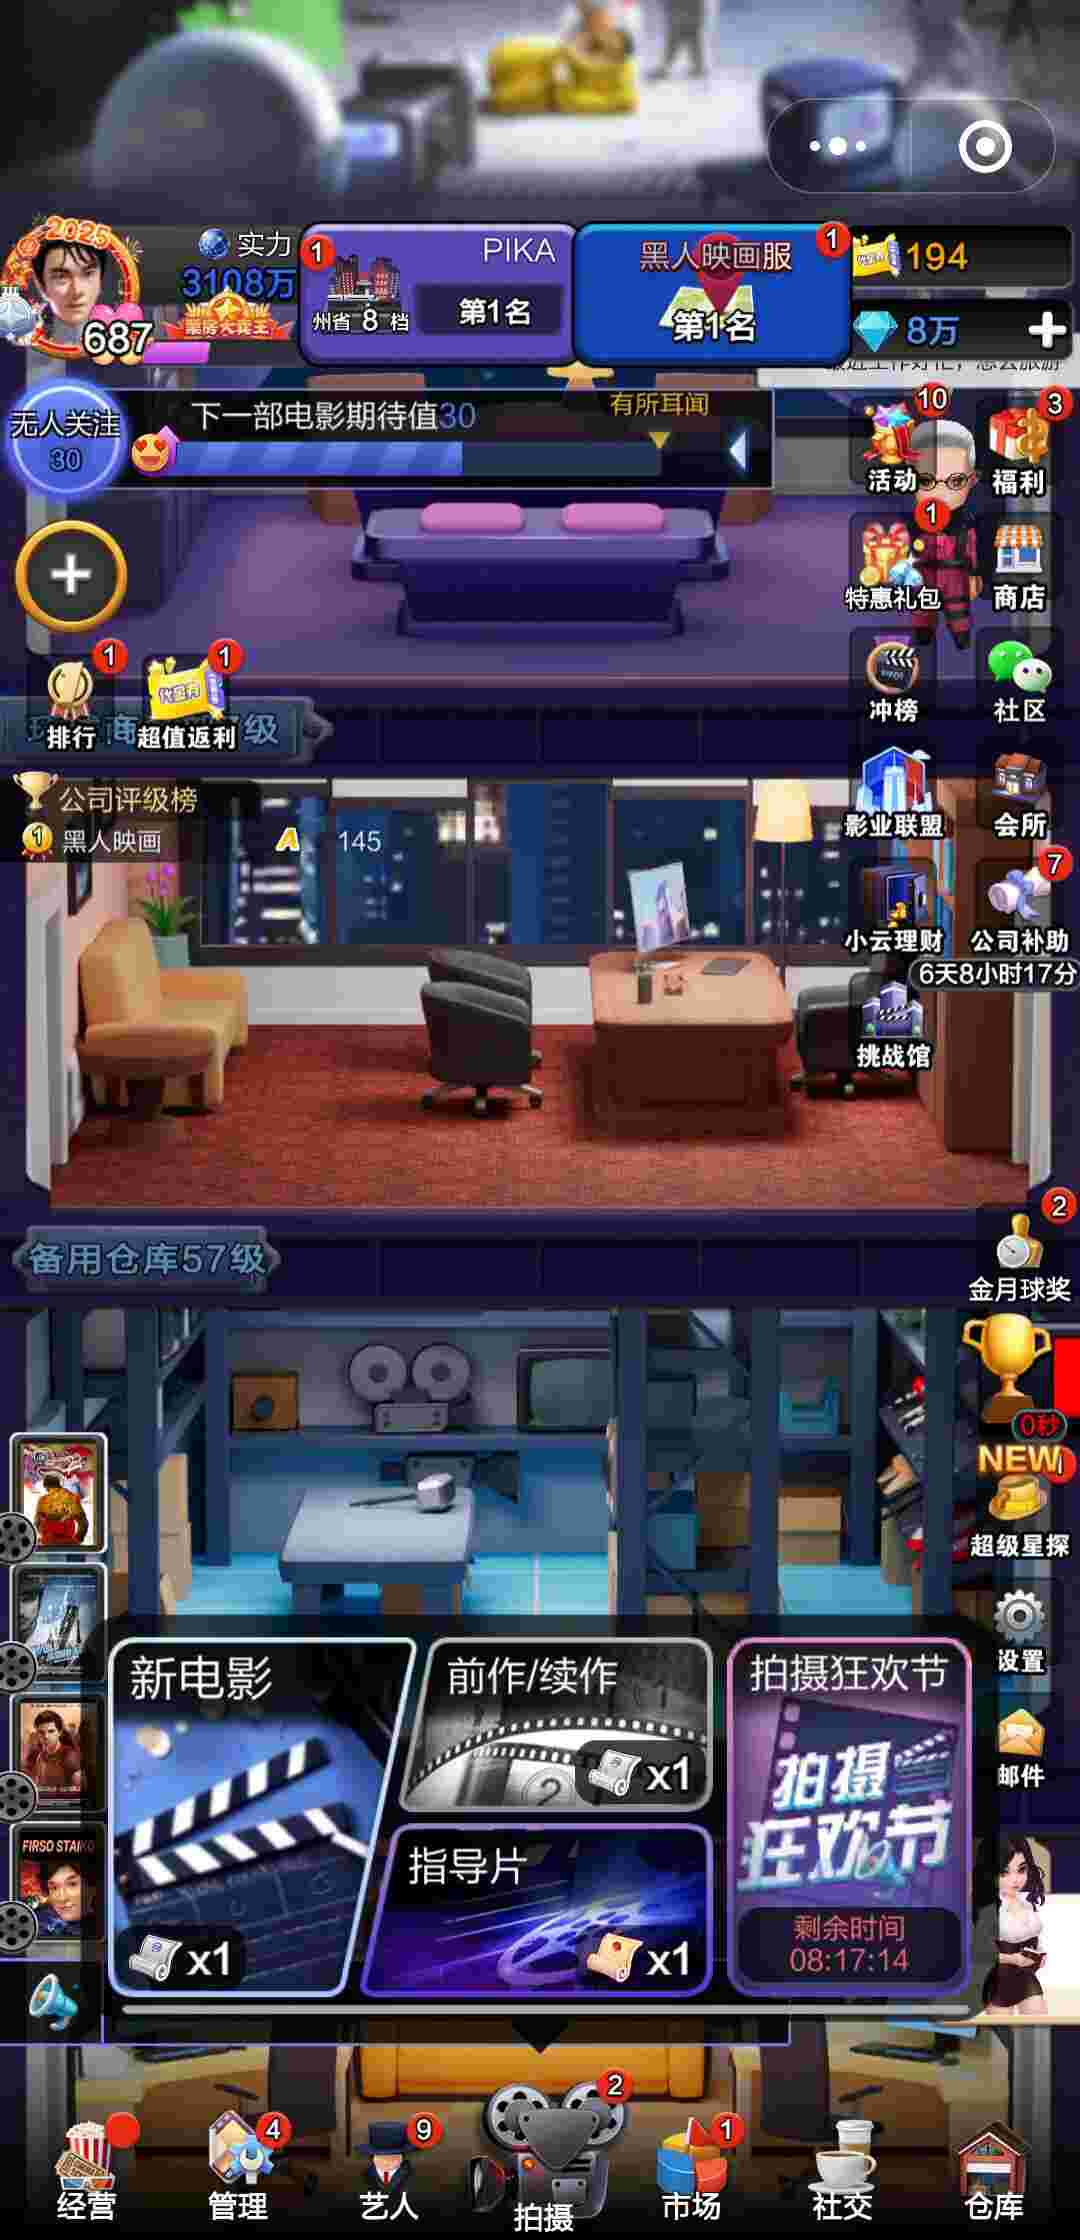 2025
687
实力
3108万
票房大霸王
1
PIKA
州省 8 档
第1名
黑人映画服
1
第1名
194
8万
无人关注
30
下一部电影期待值30
有所耳闻
10
活动
3
福利
1
特惠礼包
商店
冲榜
社区
1
排行
1
超值返利
级
公司评级榜
1
黑人映画
A
145
影业联盟
会所
小云理财
7
公司补助
6天8小时17分
挑战馆
备用仓库57级
2
金月球奖
0秒
NEW
超级星探
设置
邮件
FIRSO STAIKO
新电影
x1
前作/续作
2
x1
指导片
x1
拍摄狂欢节
拍摄
狂欢节
剩余时间
08:17:14
经营
4
管理
9
艺人
2
拍摄
1
市场
社交
仓库